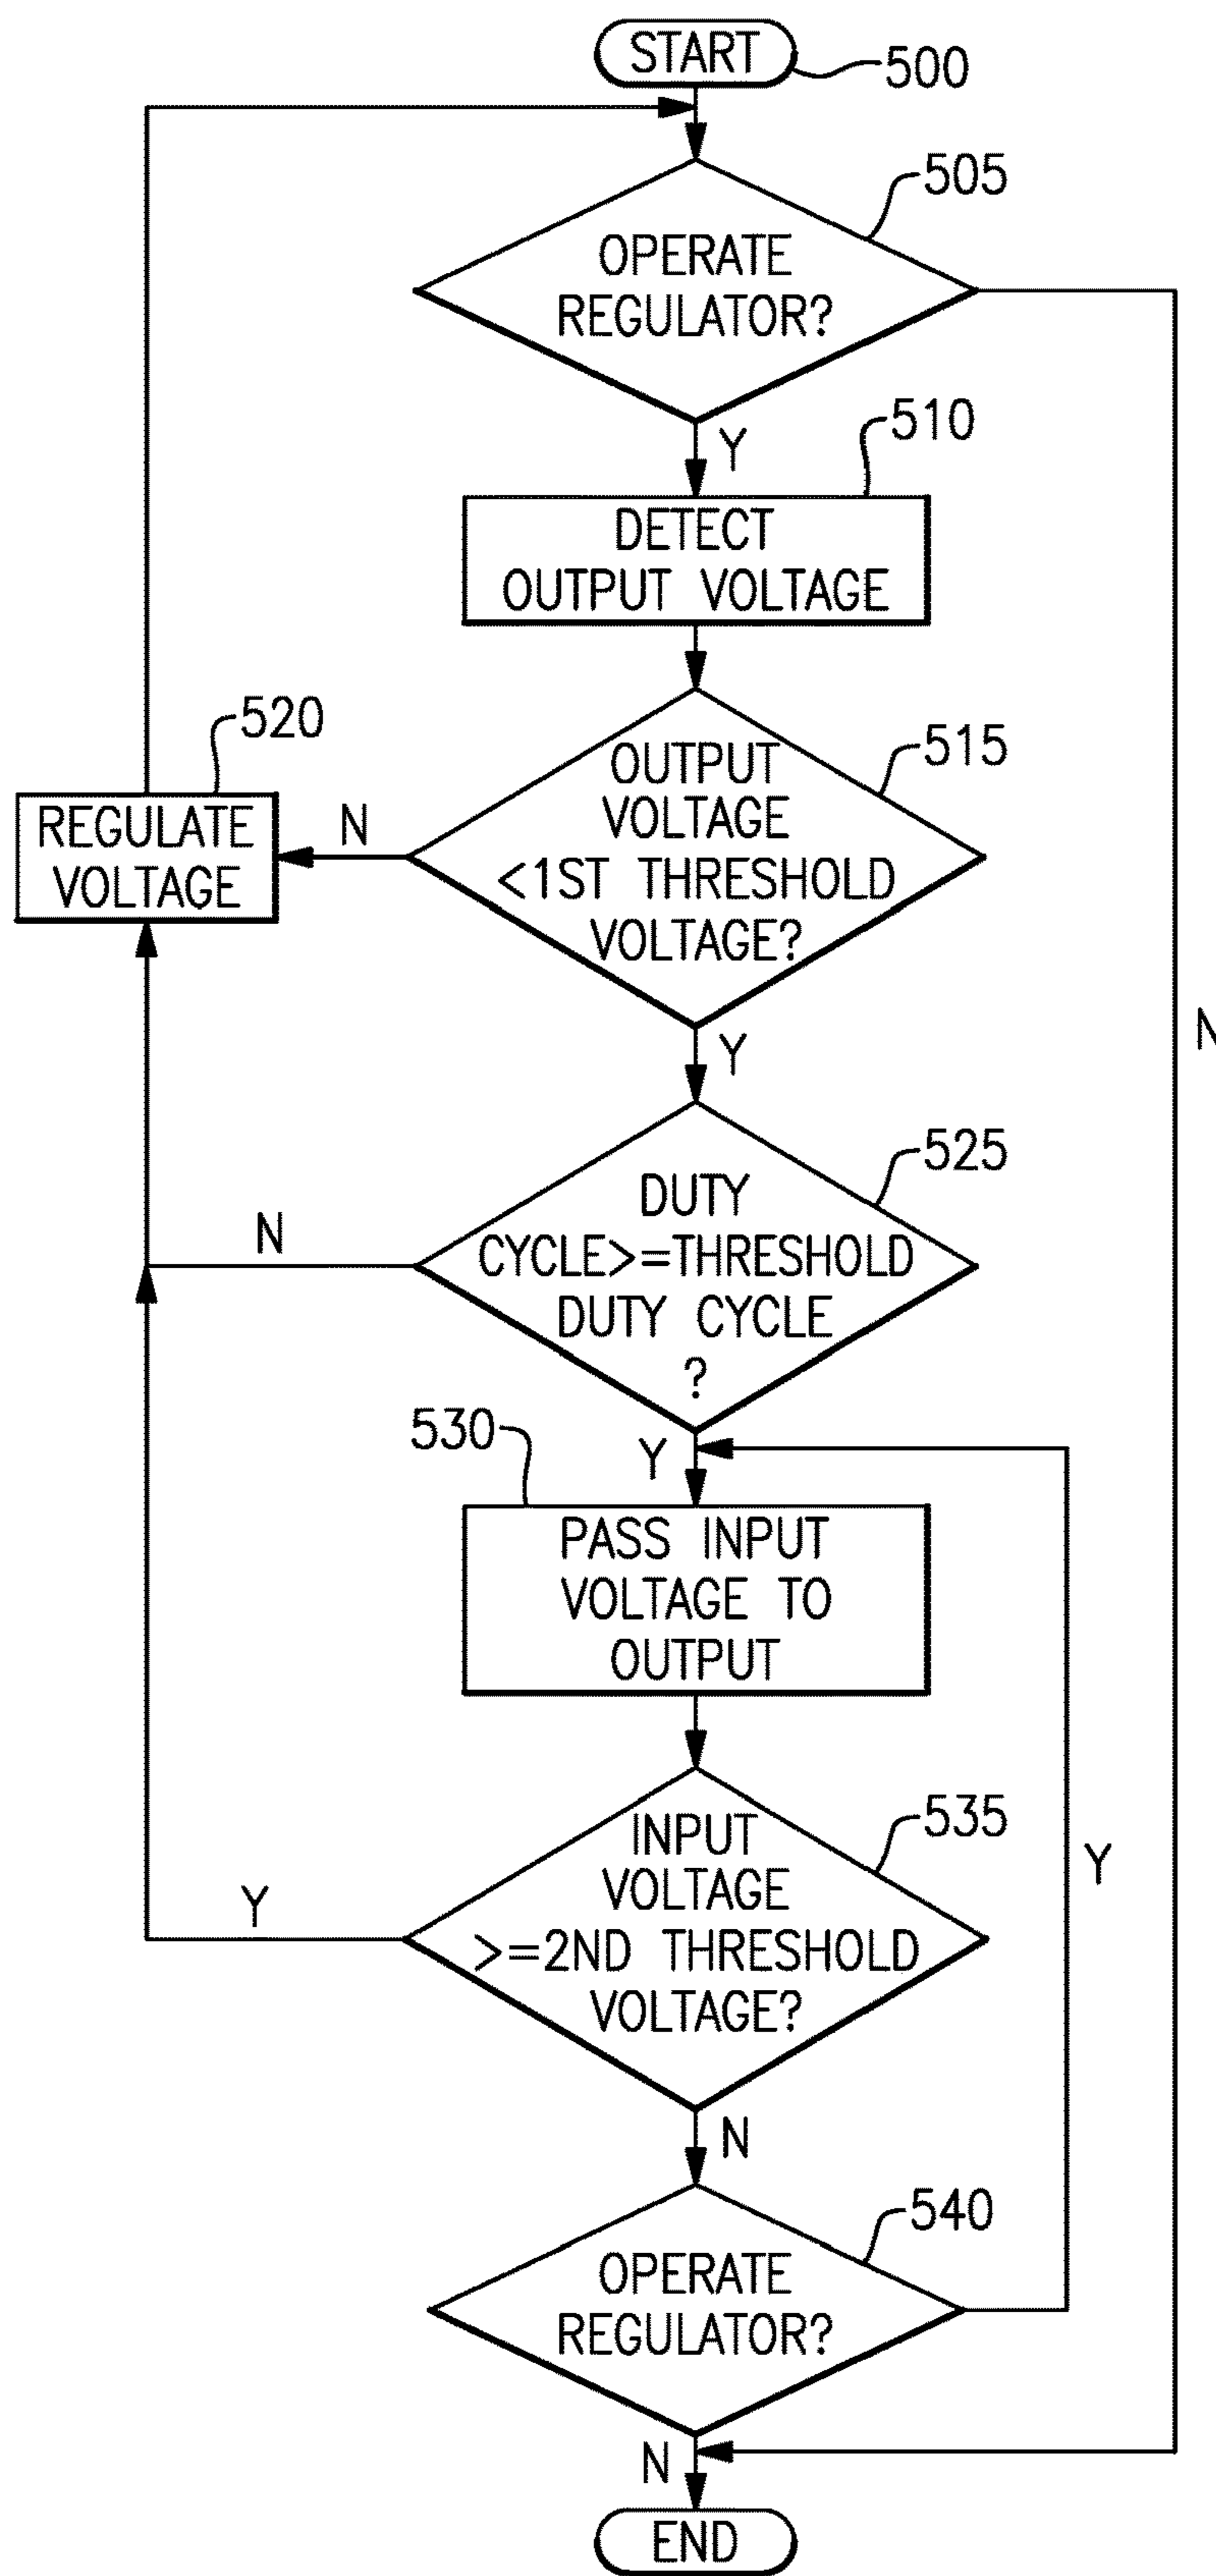 START
500
505
OPERATE
REGULATOR?
510
Y
DETECT
OUTPUT VOLTAGE
520
515
OUTPUT
VOLTAGE
<1ST THRESHOLD
VOLTAGE?
N
REGULATE
VOLTAGE
N
Y
525
DUTY
CYCLE>=THRESHOLD
DUTY CYCLE
?
N
530
Y
PASS INPUT
VOLTAGE TO
OUTPUT
535
INPUT
VOLTAGE
>=2ND THRESHOLD
VOLTAGE?
Y
Y
N
540
OPERATE
REGULATOR?
N
END